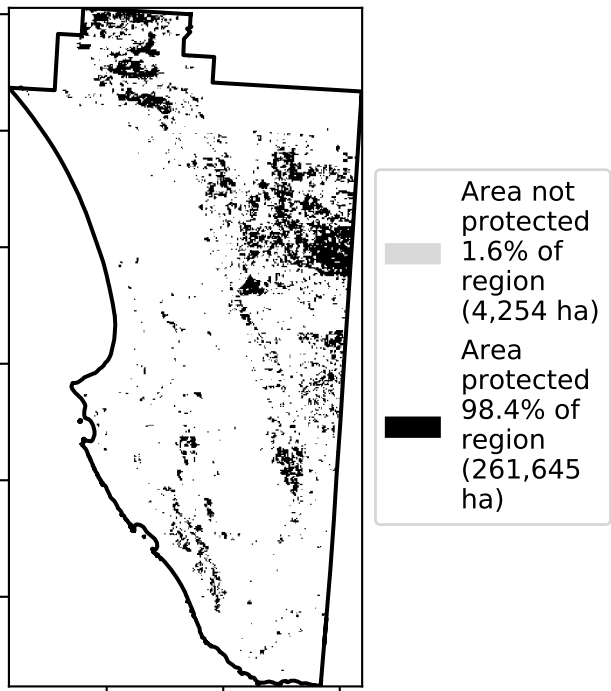 Area not
protected
1.6% of
region
(4,254 ha)
Area
protected
98.4% of
region
(261,645
ha)